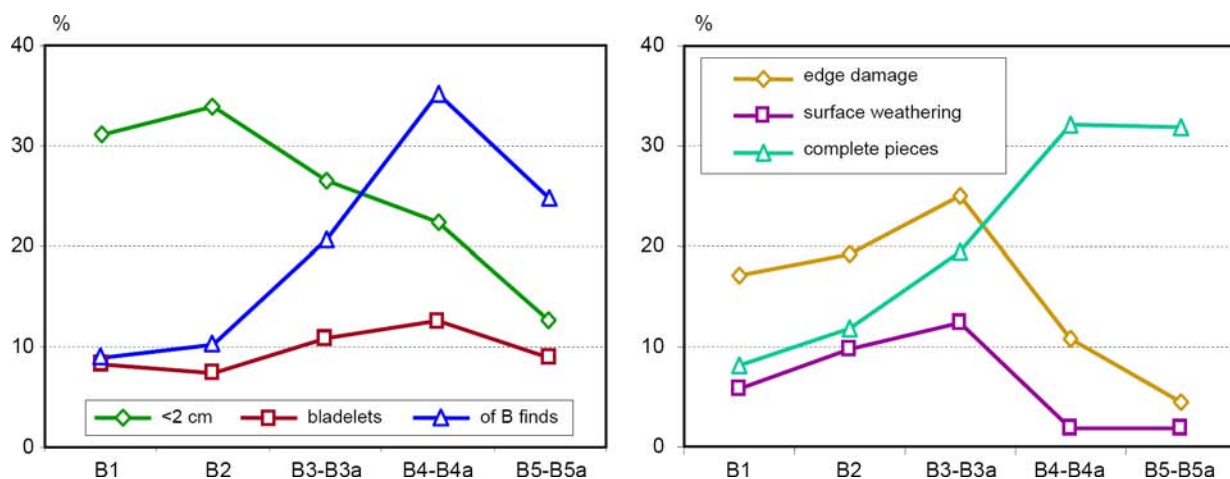 %
40
30
20
10
0
<2 cm bladelets of B finds
B1 B2 B3-B3a B4-B4a B5-B5a
%
40
30
20
10
0
edge damage
surface weathering
complete pieces
B1 B2 B3-B3a B4-B4a B5-B5a